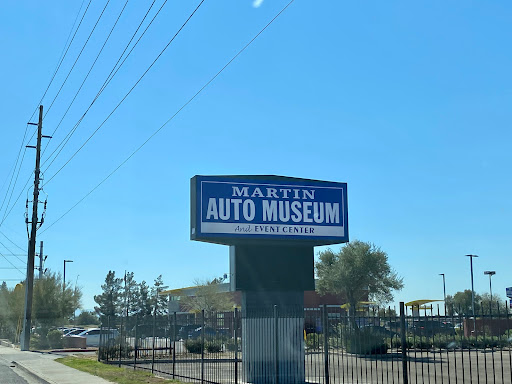 MARTIN
AUTO MUSEUM
And EVENT CENTER